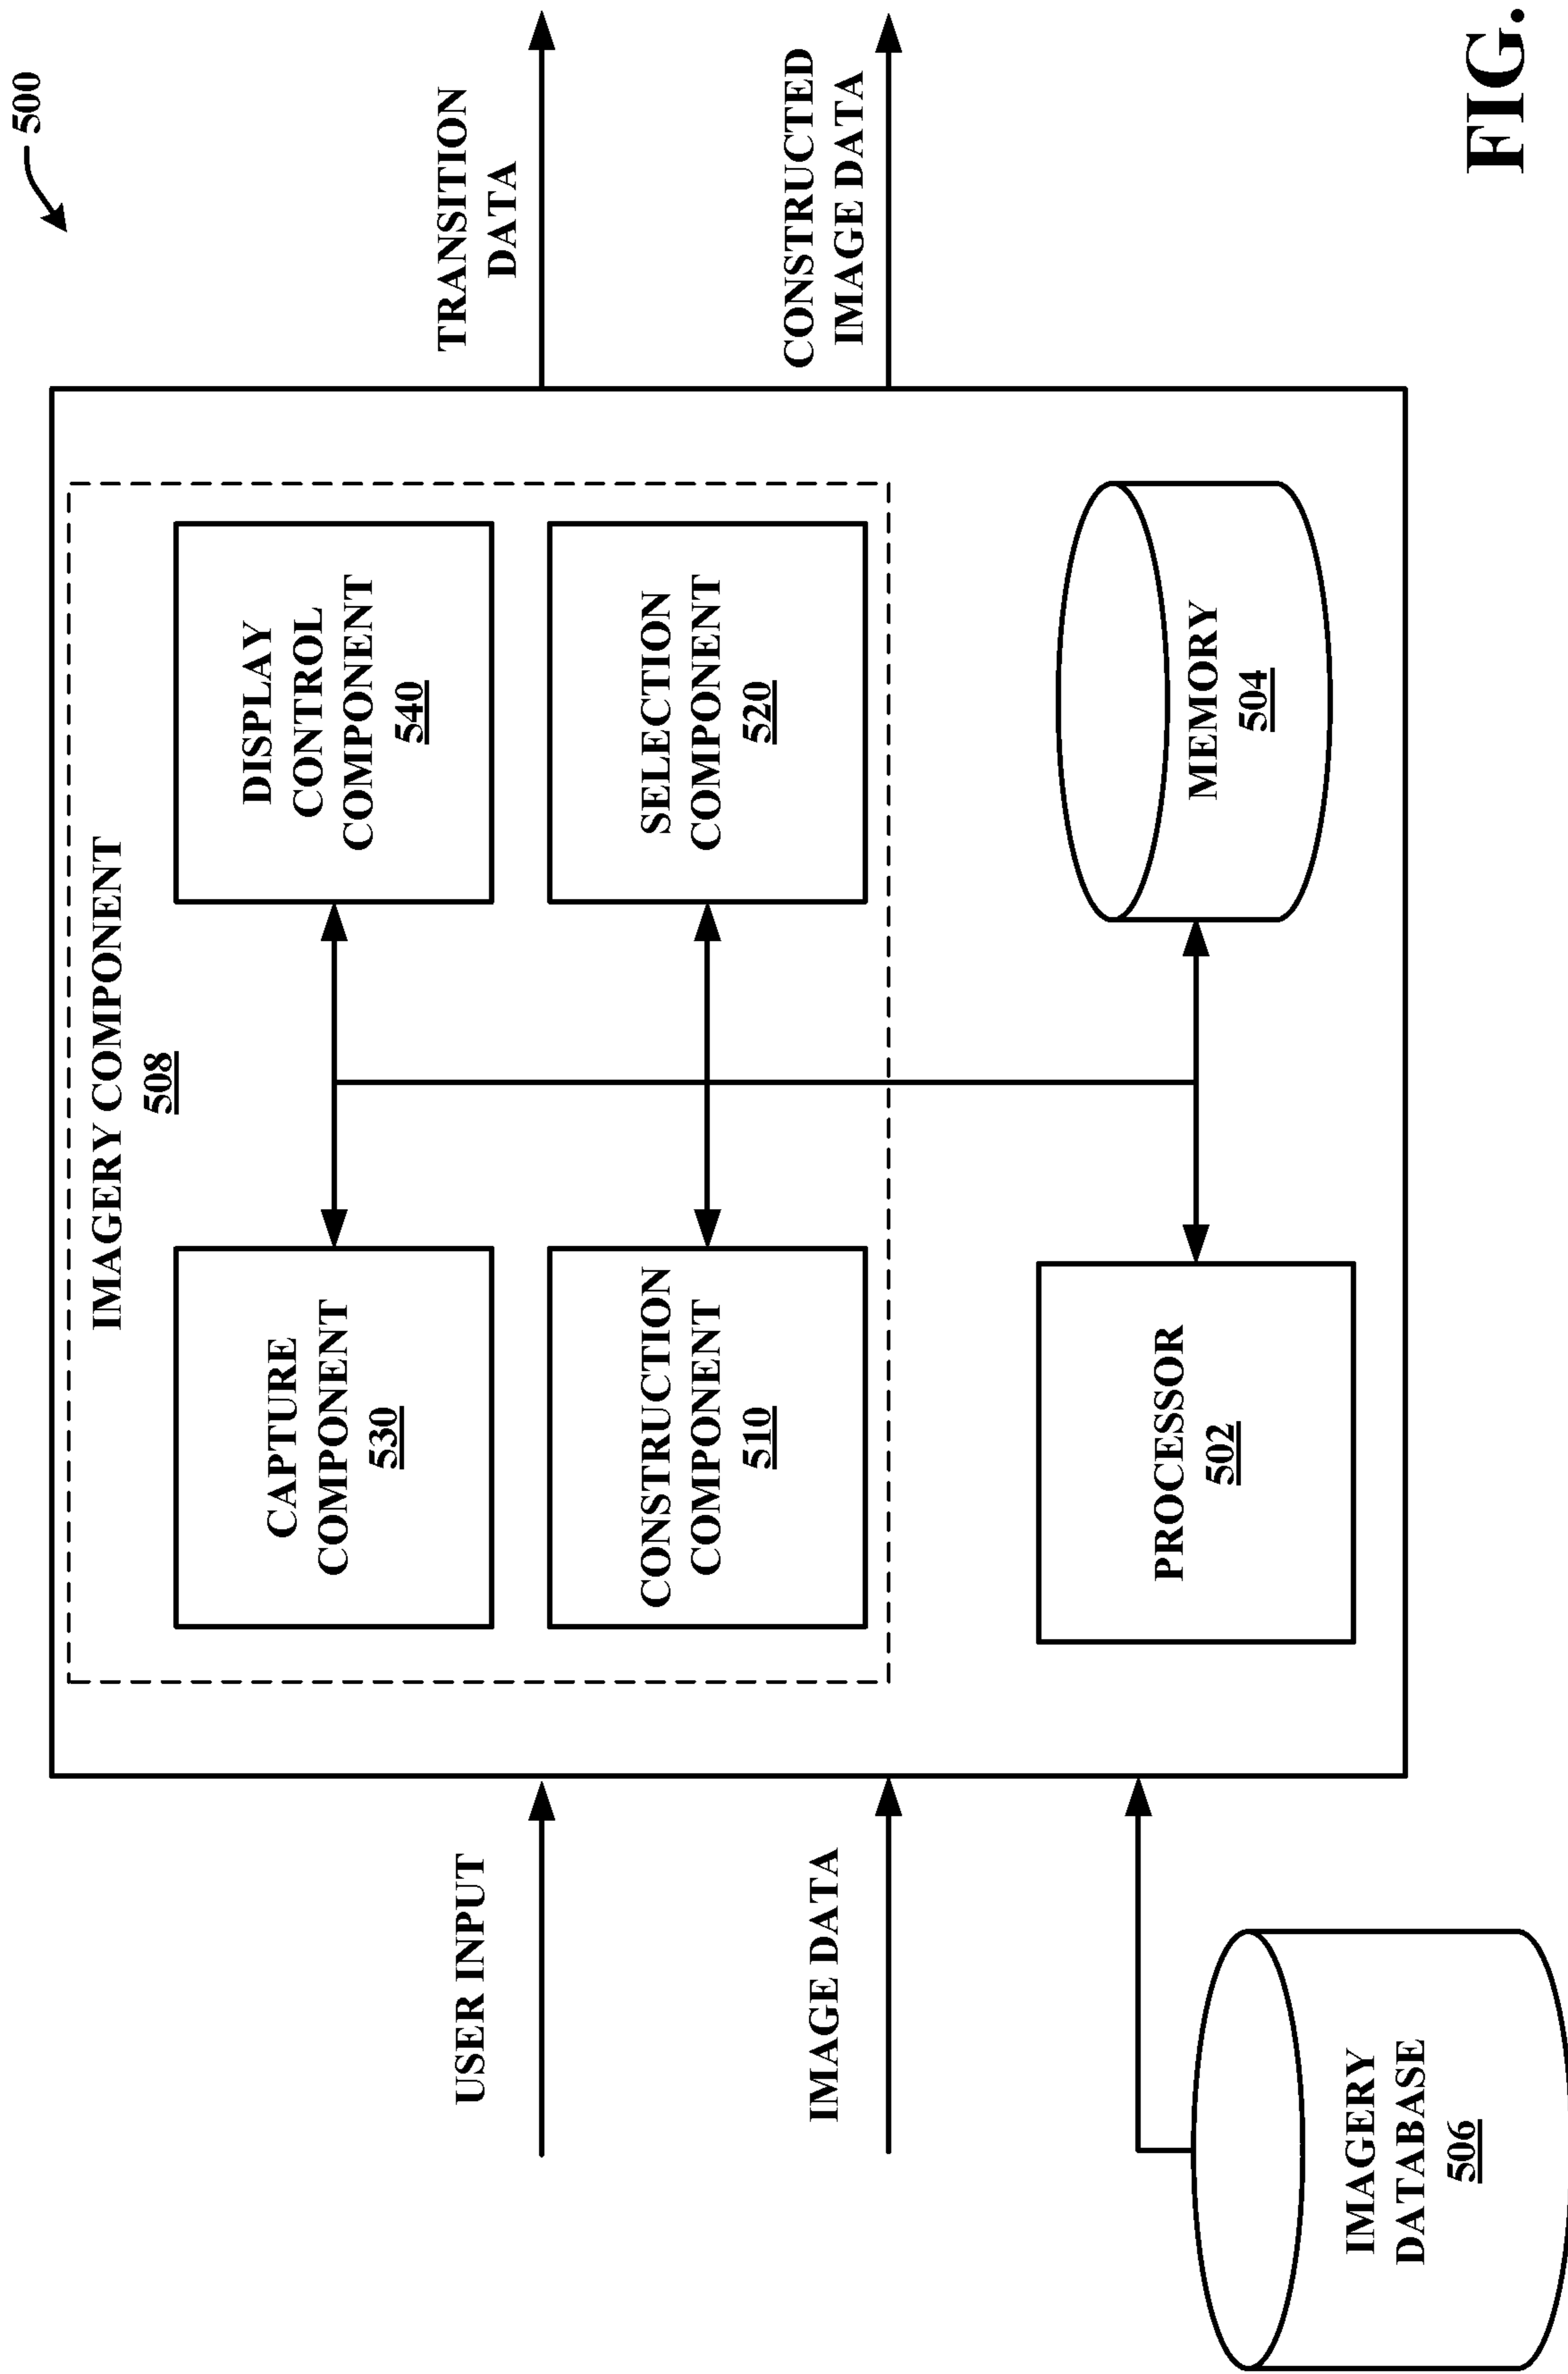 500
IMAGERY COMPONENT
508
CAPTURE
COMPONENT
530
DISPLAY
CONTROL
COMPONENT
540
USER INPUT
TRANSITION
DATA
CONSTRUCTION
COMPONENT
510
SELECTION
COMPONENT
520
IMAGE DATA
CONSTRUCTED
IMAGE DATA
PROCESSOR
502
MEMORY
504
IMAGERY
DATABASE
506
FIG.